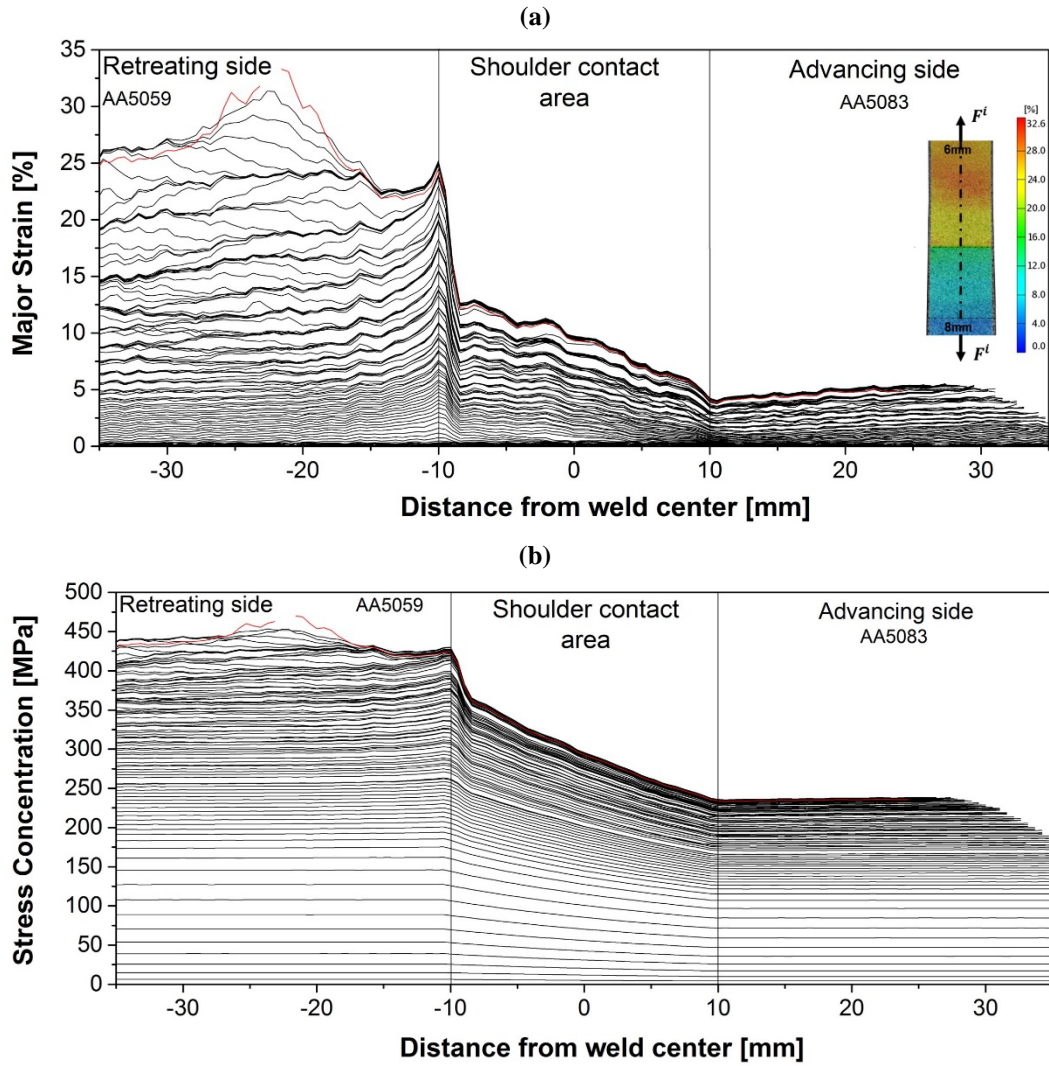 (a)
Retreating side
AA5059
Shoulder contact
area
Advancing side
AA5083
F^i
6mm
8mm
F^i
[%]
32.6
28.0
24.0
20.0
16.0
12.0
8.0
4.0
0.0
Major Strain [%]
35
30
25
20
15
10
5
0
-30
-20
-10
0
10
20
30
Distance from weld center [mm]
(b)
Retreating side
AA5059
Shoulder contact
area
Advancing side
AA5083
Stress Concentration [MPa]
500
450
400
350
300
250
200
150
100
50
0
-30
-20
-10
0
10
20
30
Distance from weld center [mm]